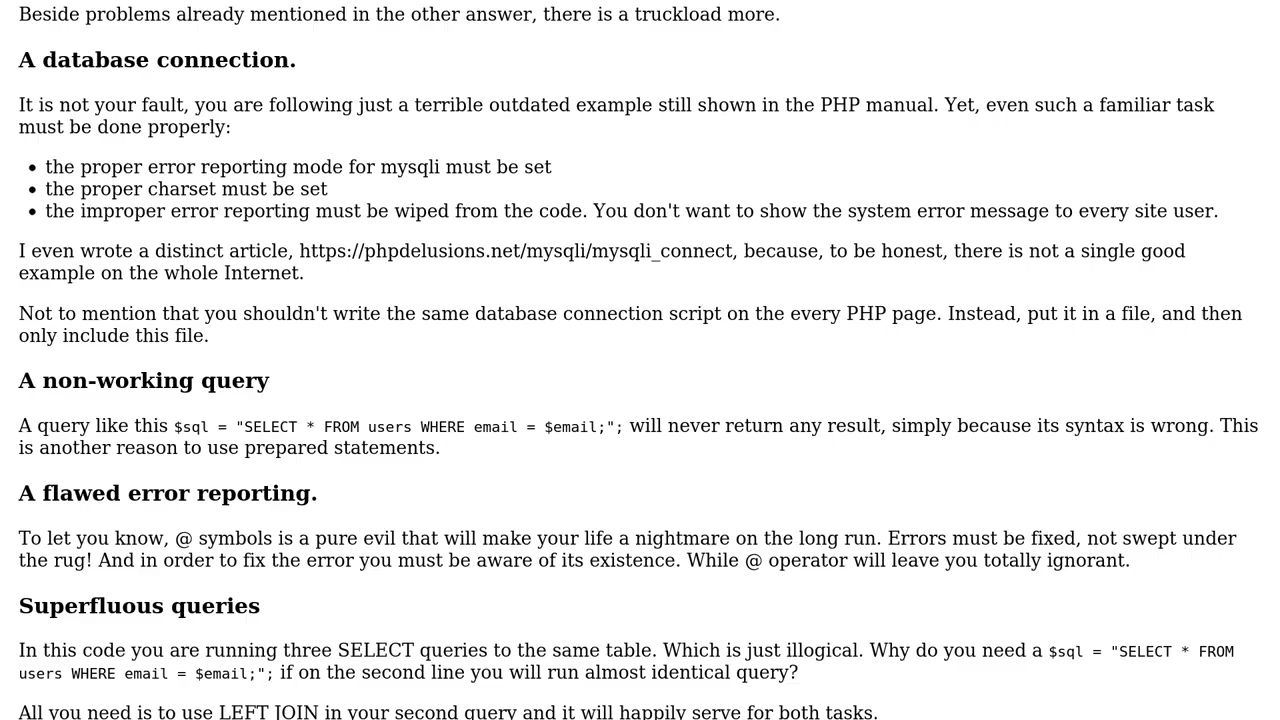 Beside problems already mentioned in the other answer, there is a truckload more.
A database connection.
It is not your fault, you are following just a terrible outdated example still shown in the PHP manual. Yet, even such a familiar task
must be done properly:
• the proper error reporting mode for mysqli must be set
• the proper charset must be set
• the improper error reporting must be wiped from the code. You don't want to show the system error message to every site user.
I even wrote a distinct article, https://phpdelusions.net/mysqli/mysqli_connect, because, to be honest, there is not a single good
example on the whole Internet.
Not to mention that you shouldn't write the same database connection script on the every PHP page. Instead, put it in a file, and then
only include this file.
A non-working query
A query like this $sql = "SELECT * FROM users WHERE email = $email;"; will never return any result, simply because its syntax is wrong. This
is another reason to use prepared statements.
A flawed error reporting.
To let you know, @ symbols is a pure evil that will make your life a nightmare on the long run. Errors must be fixed, not swept under
the rug! And in order to fix the error you must be aware of its existence. While @ operator will leave you totally ignorant.
Superfluous queries
In this code you are running three SELECT queries to the same table. Which is just illogical. Why do you need a $sql = "SELECT * FROM
users WHERE email = $email;"; if on the second line you will run almost identical query?
All you need is to use LEFT JOIN in your second query and it will happily serve for both tasks.